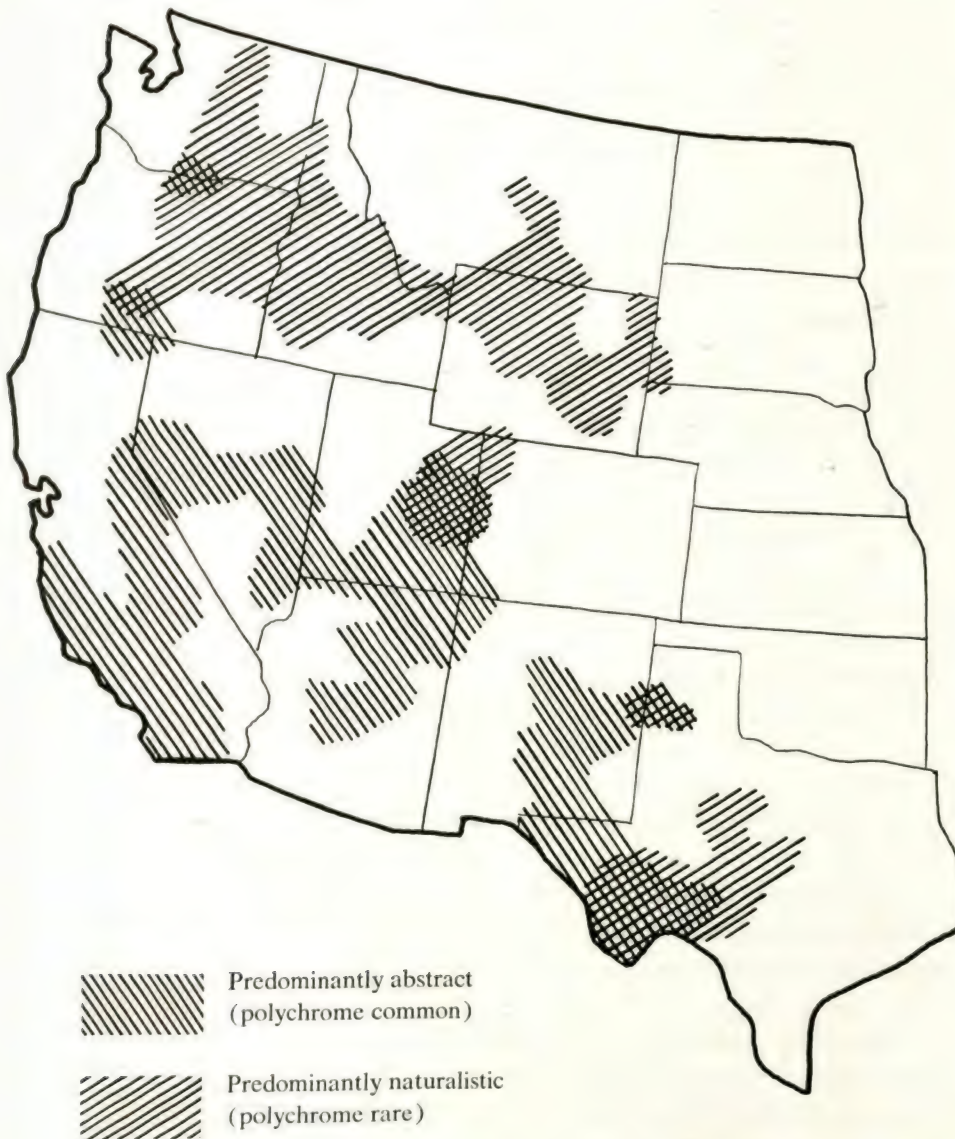 Predominantly abstract
(polychrome common)
Predominantly naturalistic
(polychrome rare)